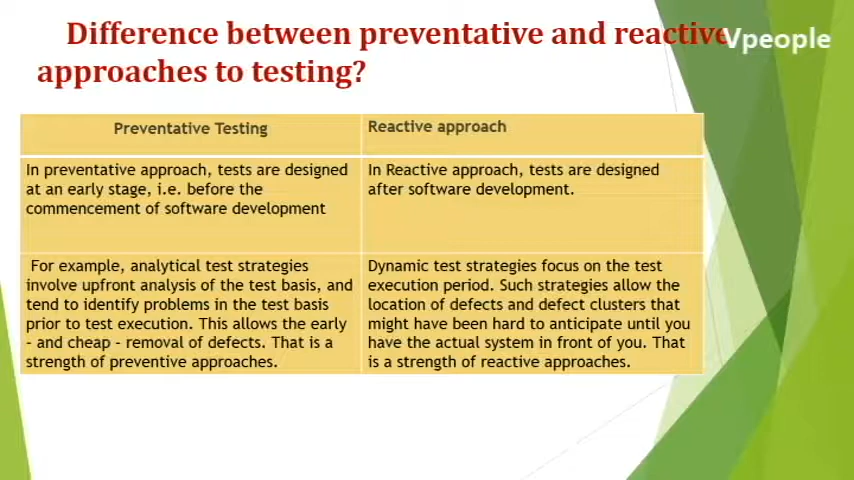 Difference between preventative and reactive
approaches to testing?
Vpeople
Preventative Testing
Reactive approach
In preventative approach, tests are designed
at an early stage, i.e. before the
commencement of software development
In Reactive approach, tests are designed
after software development.
For example, analytical test strategies
involve upfront analysis of the test basis, and
tend to identify problems in the test basis
prior to test execution. This allows the early
- and cheap - removal of defects. That is a
strength of preventive approaches.
Dynamic test strategies focus on the test
execution period. Such strategies allow the
location of defects and defect clusters that
might have been hard to anticipate until you
have the actual system in front of you. That
is a strength of reactive approaches.